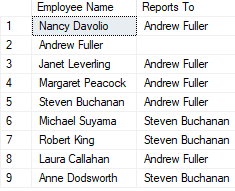 Employee Name Reports To
1 Nancy Davolio Andrew Fuller
2 Andrew Fuller
3 Janet Leverling Andrew Fuller
4 Margaret Peacock Andrew Fuller
5 Steven Buchanan Andrew Fuller
6 Michael Suyama Steven Buchanan
7 Robert King Steven Buchanan
8 Laura Callahan Andrew Fuller
9 Anne Dodsworth Steven Buchanan